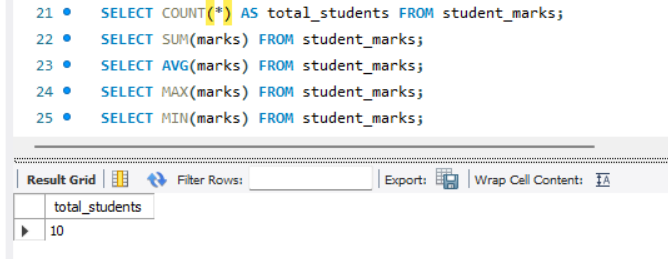 21 SELECT COUNT(*) AS total_students FROM student_marks;
22 SELECT SUM(marks) FROM student_marks;
23 SELECT AVG(marks) FROM student_marks;
24 SELECT MAX(marks) FROM student_marks;
25 SELECT MIN(marks) FROM student_marks;
Result Grid Filter Rows: Export: Wrap Cell Content: IA
total_students
10